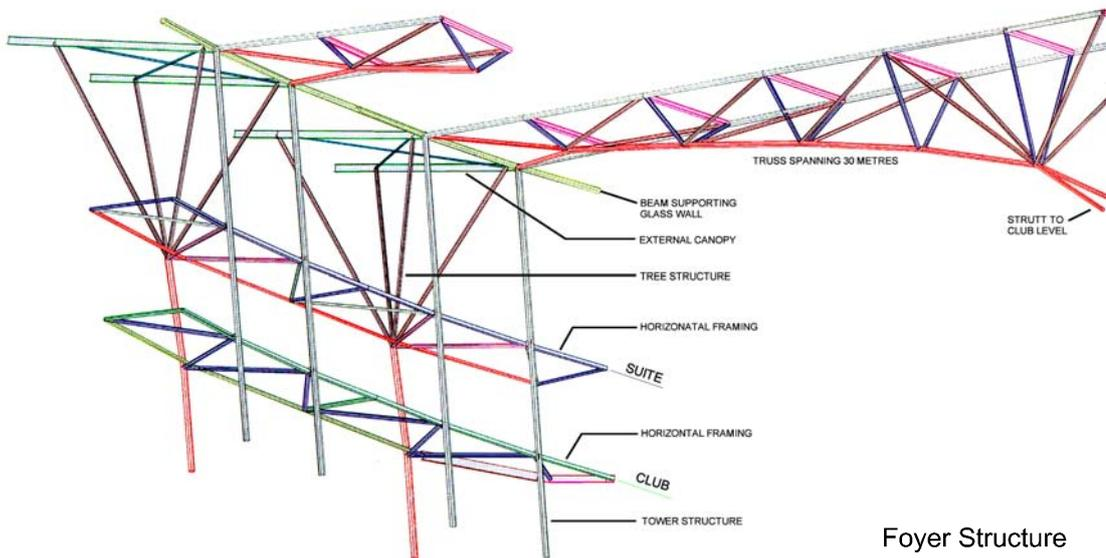 TRUSS SPANNING 30 METRES
BEAM SUPPORTING
GLASS WALL
STRUTT TO
CLUB LEVEL
EXTERNAL CANOPY
TREE STRUCTURE
HORIZONATAL FRAMING
SUITE
HORIZONTAL FRAMING
CLUB
TOWER STRUCTURE
Foyer Structure